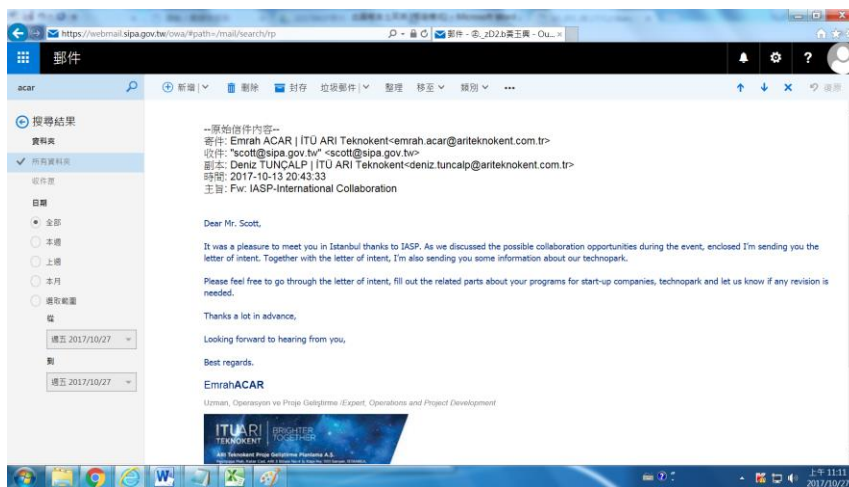 https://webmail.sipa.gov.tw/owa/#path=/mail/search/rp
郵件
?
acar
新增
刪除
封存
垃圾郵件
整理
移至
類別
•••
復原
搜尋結果
資料夾
所有資料夾
收件匣
日期
全部
本週
上週
本月
選取範圍
從
週五 2017/10/27
到
週五 2017/10/27
--原始信件內容--
寄件: Emrah ACAR | İTÜ ARI Teknokent<emrah.acar@ariteknokent.com.tr>
收件: "scott@sipa.gov.tw" <scott@sipa.gov.tw>
副本: Deniz TUNÇALP | İTÜ ARI Teknokent<deniz.tuncalp@ariteknokent.com.tr>
時間: 2017-10-13 20:43:33
主旨: Fw: IASP-International Collaboration
Dear Mr. Scott,
It was a pleasure to meet you in Istanbul thanks to IASP. As we discussed the possible collaboration opportunities during the event, enclosed I'm sending you the
letter of intent. Together with the letter of intent, I'm also sending you some information about our technopark.
Please feel free to go through the letter of intent, fill out the related parts about your programs for start-up companies, technopark and let us know if any revision is
needed.
Thanks a lot in advance,
Looking forward to hearing from you,
Best regards.
EmrahACAR
Uzman, Operasyon ve Proje Geliştirme /Expert, Operations and Project Development
ITUARI
TEKNOKENT
BRIGHTER
TOGETHER
ARI Teknokent Proje Geliştirme Planlama A.Ş.
上午 11:11
2017/10/27